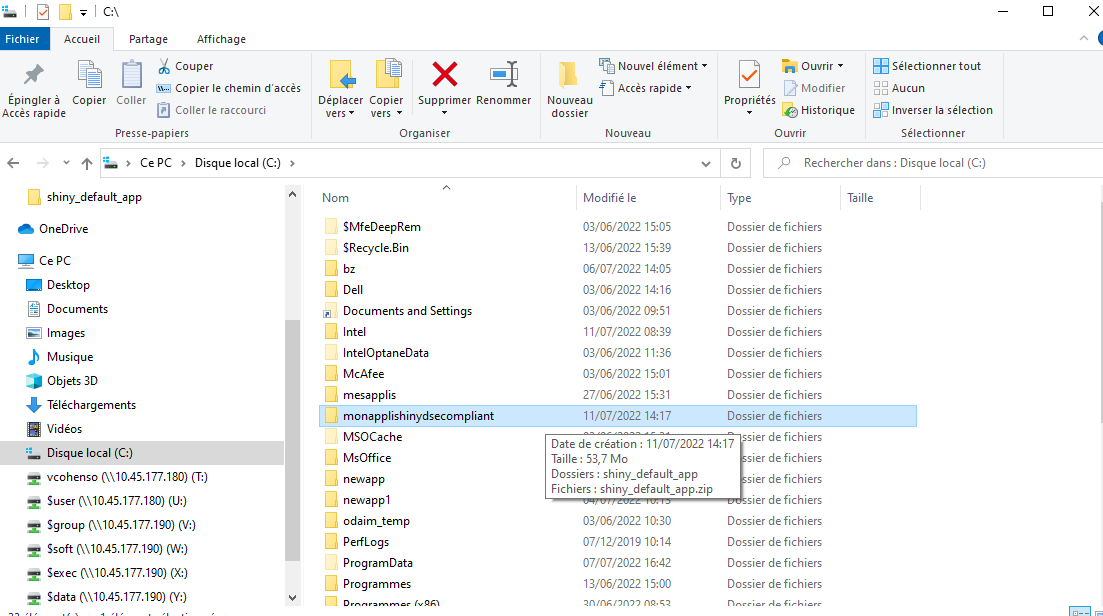 C:\
Fichier Accueil Partage Affichage
Épingler à Accès rapide
Copier
Coller
Couper
Copier le chemin d'accès
Coller le raccourci
Presse-papiers
Déplacer vers
Copier vers
Supprimer
Renommer
Organiser
Nouveau dossier
Nouvel élément
Accès rapide
Nouveau
Propriétés
Ouvrir
Modifier
Historique
Ouvrir
Sélectionner tout
Aucun
Inverser la sélection
Sélectionner
Ce PC > Disque local (C:) >
Rechercher dans : Disque local (C:)
shiny_default_app
OneDrive
Ce PC
Desktop
Documents
Images
Musique
Objets 3D
Téléchargements
Vidéos
Disque local (C:)
vcohenso (\\10.45.177.180) (T:)
$user (\\10.45.177.180) (U:)
$group (\\10.45.177.190) (V:)
$soft (\\10.45.177.190) (W:)
$exec (\\10.45.177.190) (X:)
$data (\\10.45.177.190) (Y:)
Nom Modifié le Type Taille
$MfeDeepRem 03/06/2022 15:05 Dossier de fichiers
$Recycle.Bin 13/06/2022 15:39 Dossier de fichiers
bz 06/07/2022 14:05 Dossier de fichiers
Dell 03/06/2022 14:16 Dossier de fichiers
Documents and Settings 03/06/2022 09:51 Dossier de fichiers
Intel 11/07/2022 08:39 Dossier de fichiers
IntelOptaneData 03/06/2022 11:36 Dossier de fichiers
McAfee 03/06/2022 15:01 Dossier de fichiers
mesapplis 27/06/2022 15:31 Dossier de fichiers
monapplishinydsecompliant 11/07/2022 14:17 Dossier de fichiers
MSOCache Dossier de fichiers
MsOffice de fichiers
newapp de fichiers
newapp1 de fichiers
odaim_temp 03/06/2022 10:30 Dossier de fichiers
PerfLogs 07/12/2019 10:14 Dossier de fichiers
ProgramData 07/07/2022 16:42 Dossier de fichiers
Programmes 13/06/2022 15:00 Dossier de fichiers
Programmes (x86) 30/06/2022 08:53 Dossier de fichiers
Date de création : 11/07/2022 14:17
Taille : 53,7 Mo
Dossiers : shiny_default_app
Fichiers : shiny_default_app.zip